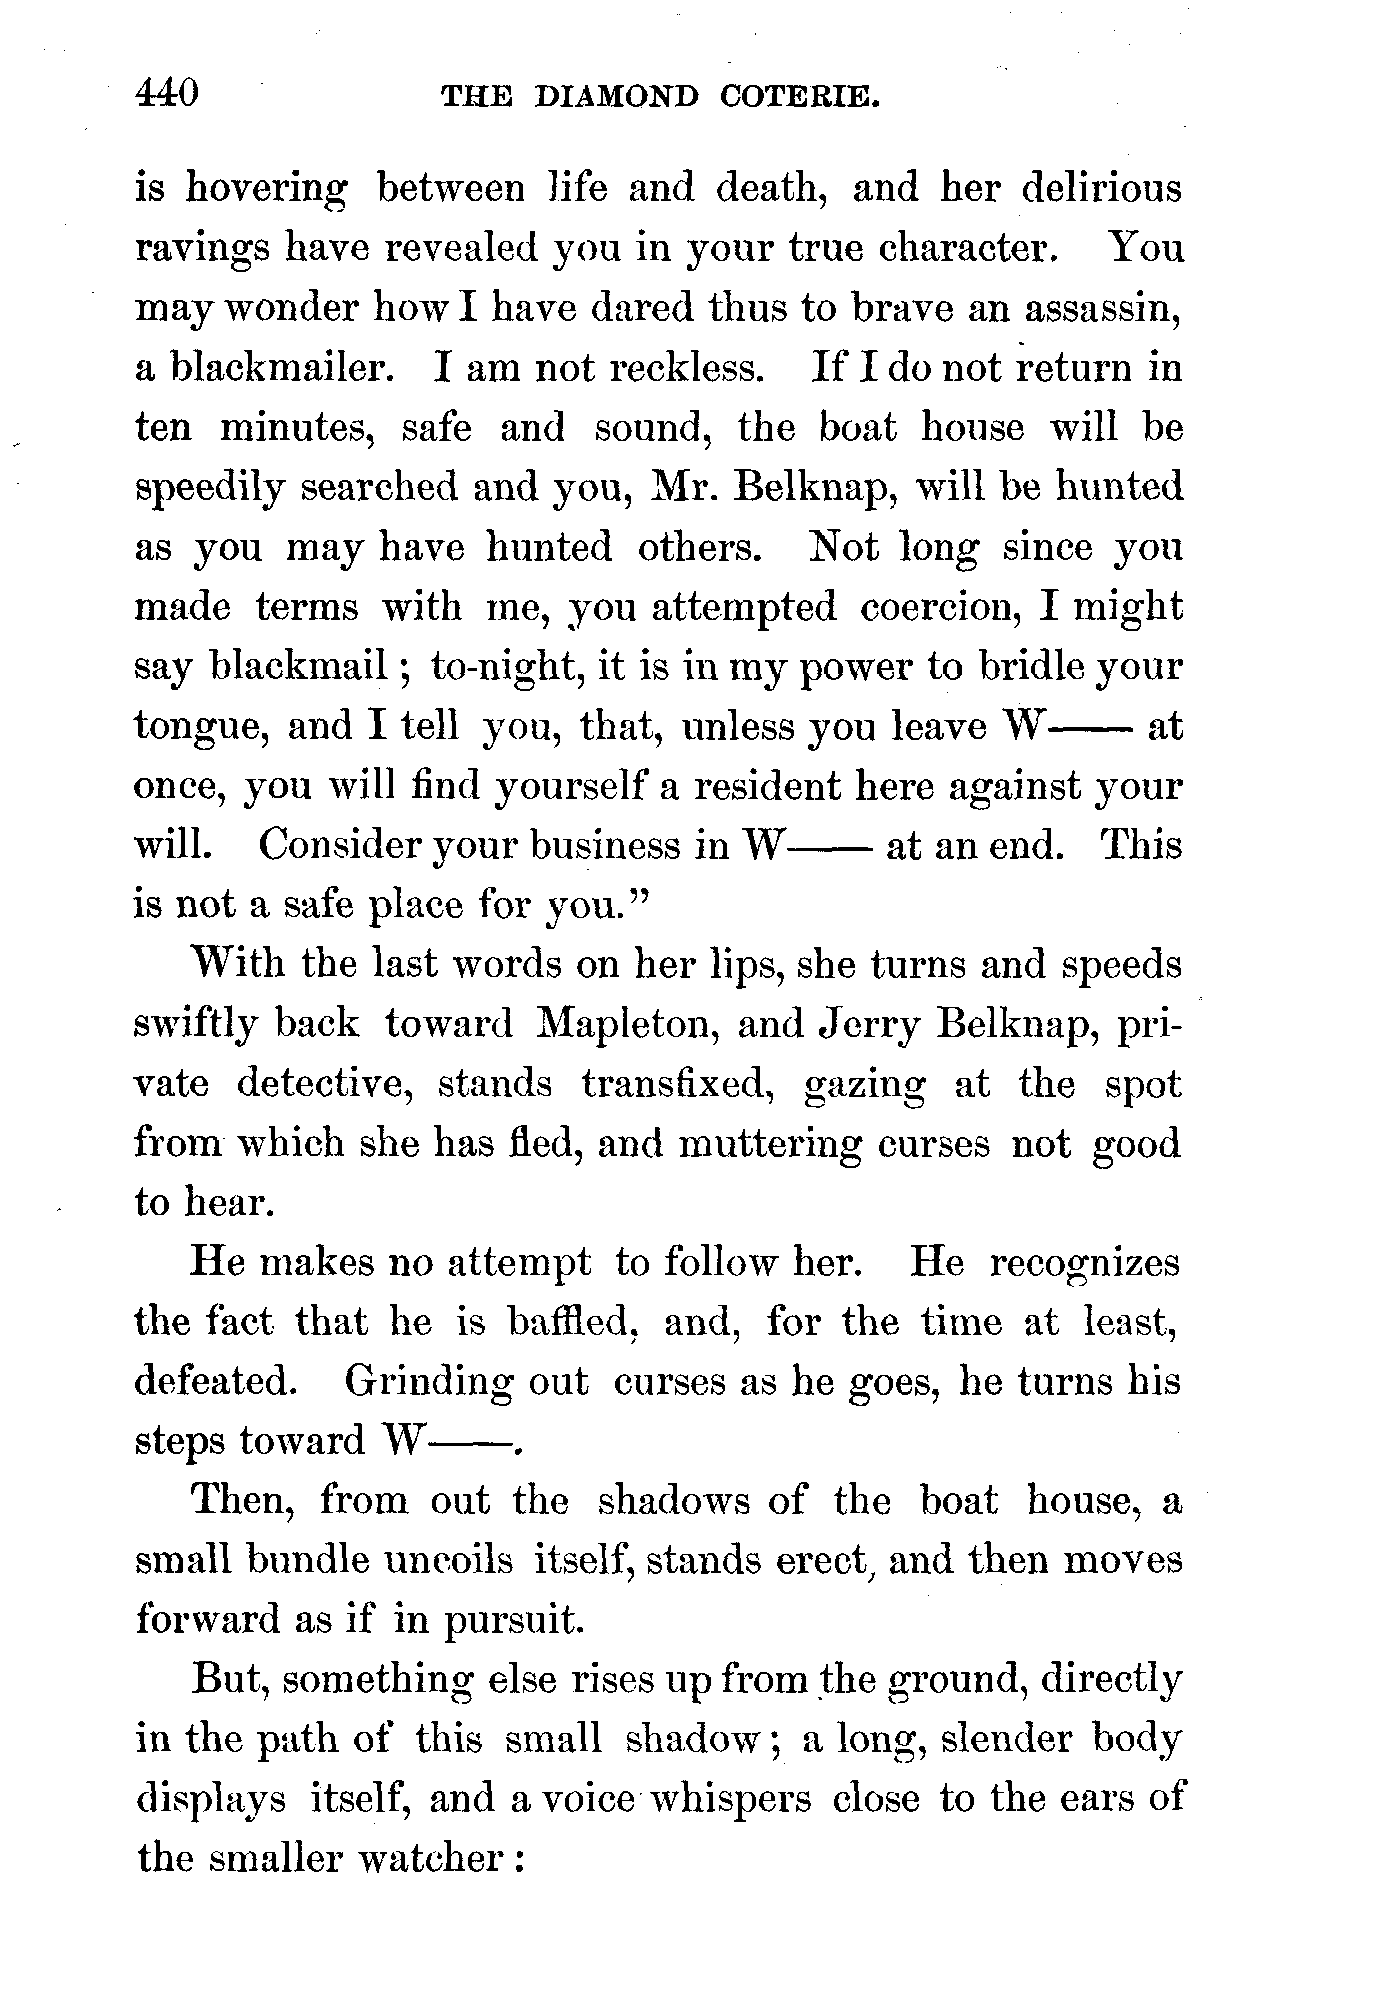 440 THE DIAMOND COTERIE.
is hovering between life and death, and her delirious
ravings have revealed you in your true character. You
may wonder how I have dared thus to brave an assassin,
a blackmailer. I am not reckless. If I do not return in
ten minutes, safe and sound, the boat house will be
speedily searched and you, Mr. Belknap, will be hunted
as you may have hunted others. Not long since you
made terms with me, you attempted coercion, I might
say blackmail ; to-night, it is in my power to bridle your
tongue, and I tell you, that, unless you leave W—— at
once, you will find yourself a resident here against your
will. Consider your business in W—— at an end. This
is not a safe place for you.”
With the last words on her lips, she turns and speeds
swiftly back toward Mapleton, and Jerry Belknap, pri-
vate detective, stands transfixed, gazing at the spot
from which she has fled, and muttering curses not good
to hear.
He makes no attempt to follow her. He recognizes
the fact that he is baffled, and, for the time at least,
defeated. Grinding out curses as he goes, he turns his
steps toward W——.
Then, from out the shadows of the boat house, a
small bundle uncoils itself, stands erect, and then moves
forward as if in pursuit.
But, something else rises up from the ground, directly
in the path of this small shadow ; a long, slender body
displays itself, and a voice whispers close to the ears of
the smaller watcher :